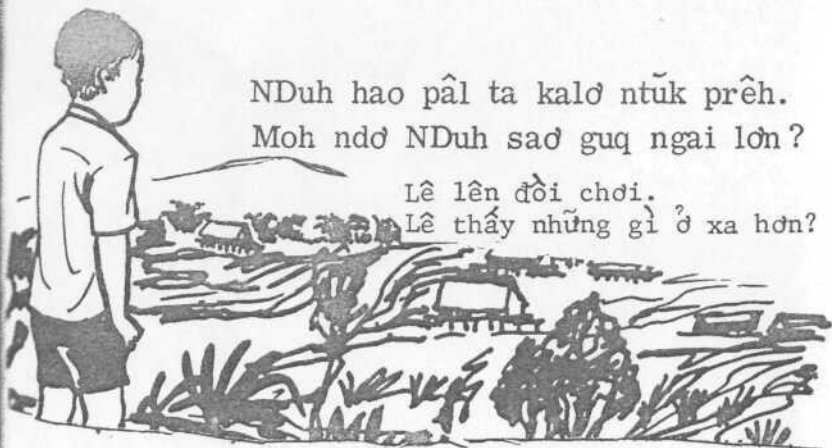 NDuh hao pâl ta kalơ ntŭk prêh.
Moh ndơ NDuh saơ guq ngai lơn?
Lê lên đồi chơi.
Lê thấy những gì ở xa hơn?